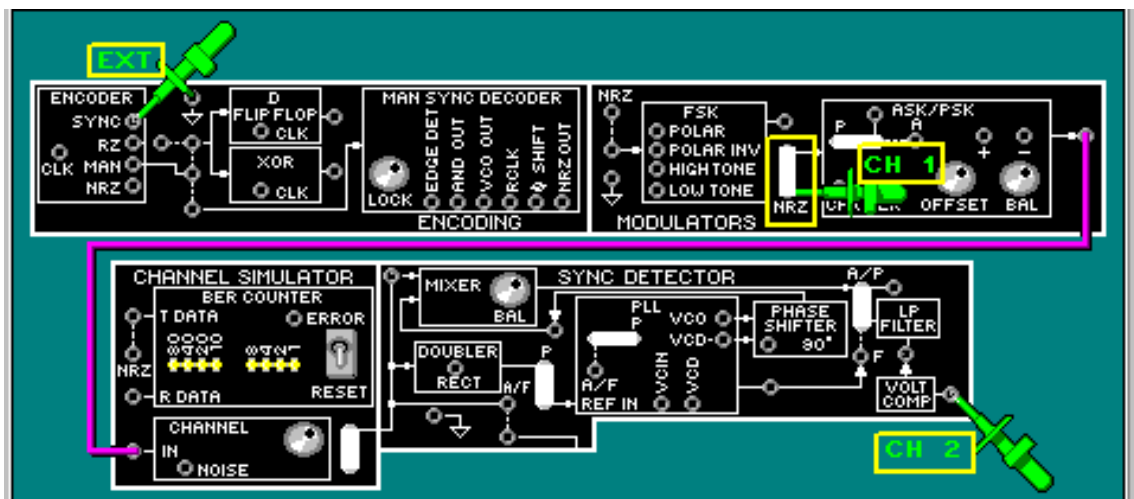 EXT
ENCODER
SYNC
RZ
MAN
CLK
NRZ
D
FLIP FLOP
CLK
XOR
CLK
MAN SYNC DECODER
LOCK
EDGE DET
AND OUT
VCO OUT
RCLK
Ø SHIFT
NRZ OUT
ENCODING
NRZ
FSK
POLAR
POLAR INV
HIGH TONE
LOW TONE
NRZ
MODULATORS
ASK/PSK
P
A
A
CH 1
+
-
OFFSET
BAL
CHANNEL SIMULATOR
BER COUNTER
T DATA
ERROR
8421
NRZ
R DATA
RESET
CHANNEL
IN
NOISE
SYNC DETECTOR
MIXER
BAL
DOUBLER
RECT
P
A/F
PLL
P
VCO
VCO-
A/F
REF IN
VCIN
VCO
PHASE
SHIFTER
90°
A/P
LP
FILTER
F
VOLT
COMP
CH 2